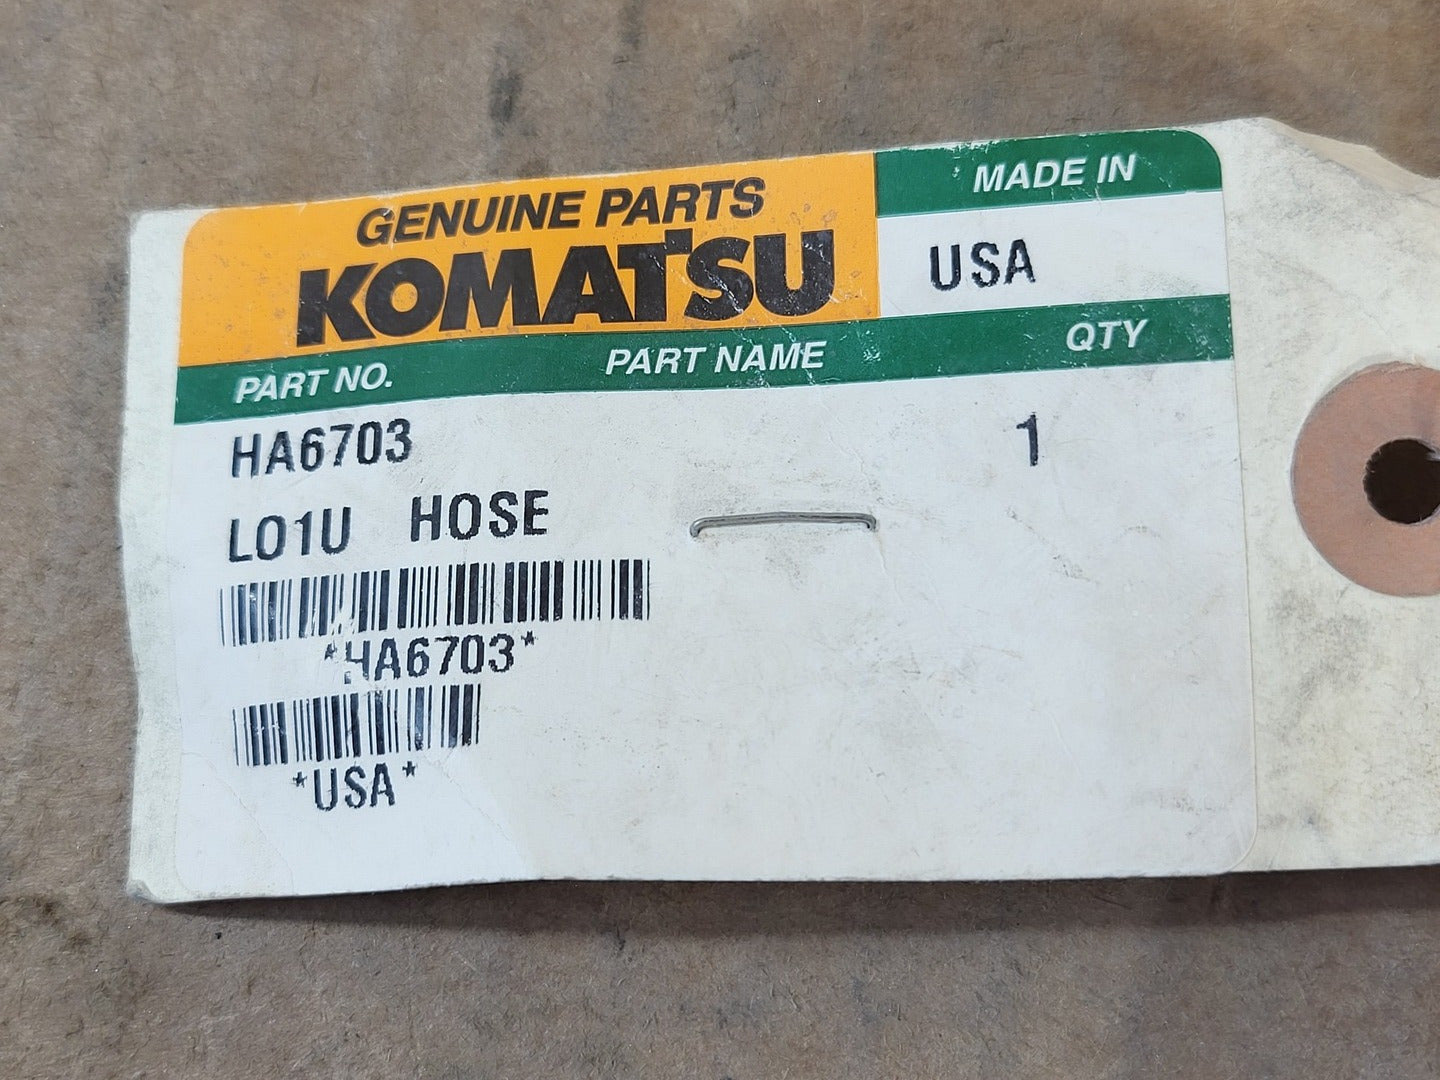 GENUINE PARTS
KOMATSU
MADE IN
USA
PART NO. PART NAME QTY
HA6703 1
L01U HOSE
*HA6703*
*USA*